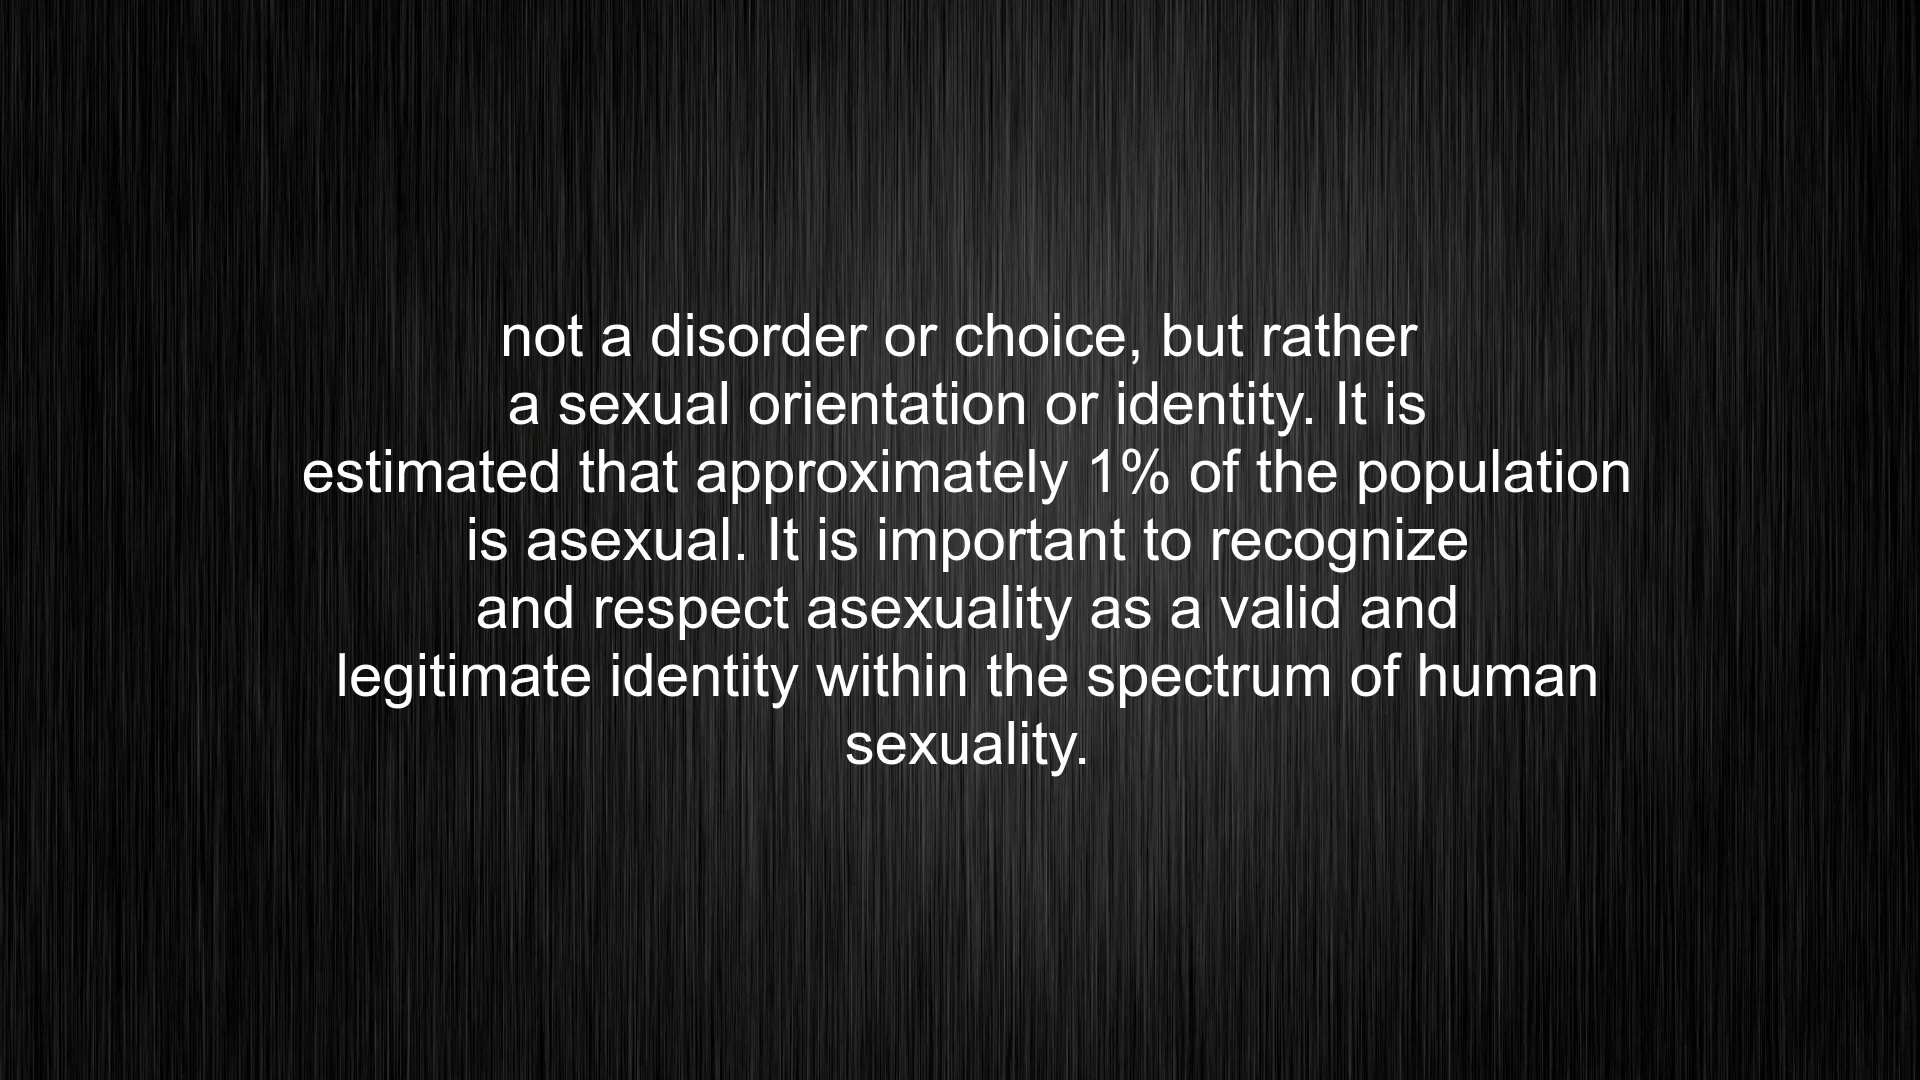 not a disorder or choice, but rather
a sexual orientation or identity. It is
estimated that approximately 1% of the population
is asexual. It is important to recognize
and respect asexuality as a valid and
legitimate identity within the spectrum of human
sexuality.